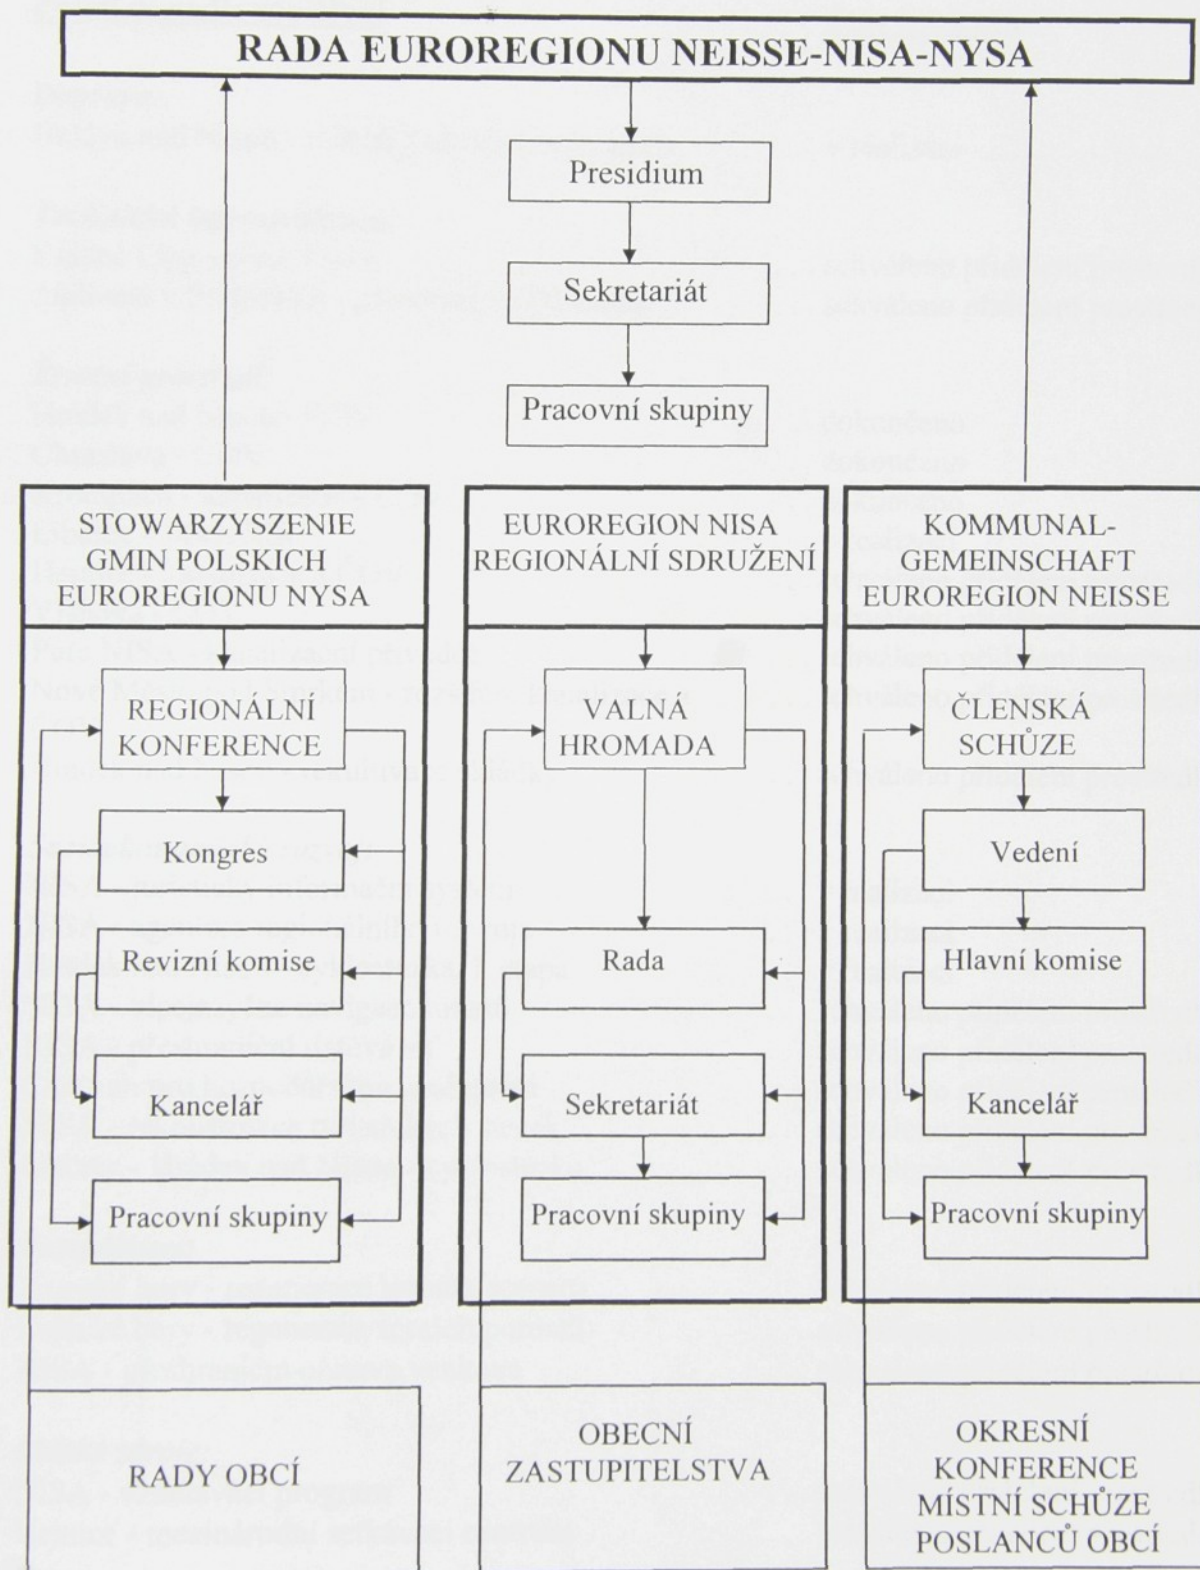 RADA EUROREGIONU NEISSE-NISA-NYSA
Presidium
Sekretariát
Pracovní skupiny
STOWARZYSZENIE
GMIN POLSKICH
EUROREGIONU NYSA
REGIONÁLNÍ
KONFERENCE
Kongres
Revizní komise
Kancelář
Pracovní skupiny
RADY OBCÍ
EUROREGION NISA
REGIONÁLNÍ SDRUŽENÍ
VALNÁ
HROMADA
Rada
Sekretariát
Pracovní skupiny
OBECNÍ
ZASTUPITELSTVA
KOMMUNAL-
GEMEINSCHAFT
EUROREGION NEISSE
ČLENSKÁ
SCHŮZE
Vedení
Hlavní komise
Kancelář
Pracovní skupiny
OKRESNÍ
KONFERENCE
MÍSTNÍ SCHŮZE
POSLANCŮ OBCÍ